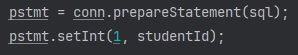 pstmt = conn.prepareStatement(sql);
pstmt.setInt(1, studentId);